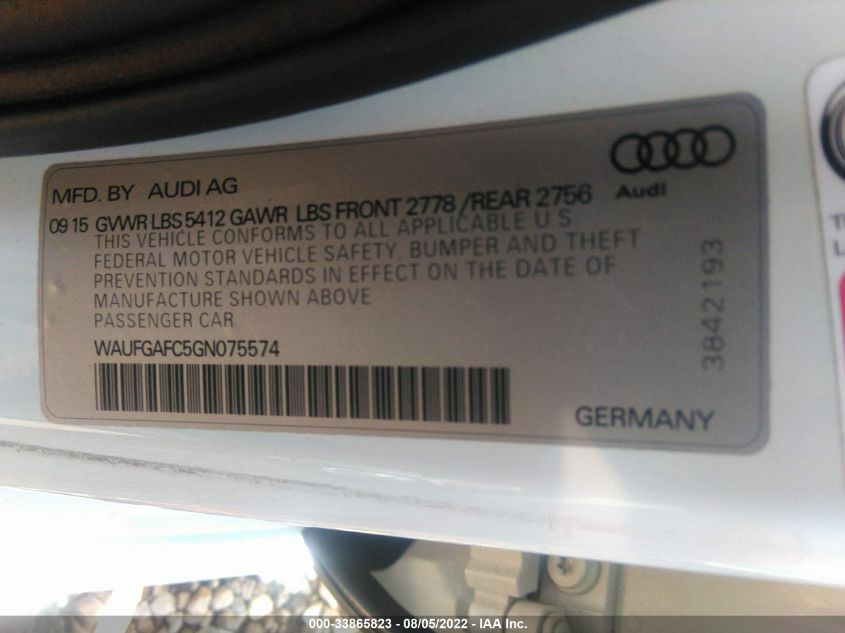 MFD. BY AUDI AG
Audi
09 15 GVWR LBS 5412 GAWR LBS FRONT 2778 / REAR 2756
THIS VEHICLE CONFORMS TO ALL APPLICABLE U S
FEDERAL MOTOR VEHICLE SAFETY, BUMPER AND THEFT
PREVENTION STANDARDS IN EFFECT ON THE DATE OF
MANUFACTURE SHOWN ABOVE
PASSENGER CAR
WAUFGAFC5GN075574
3842193
GERMANY
000-33865823 - 08/05/2022 - IAA Inc.